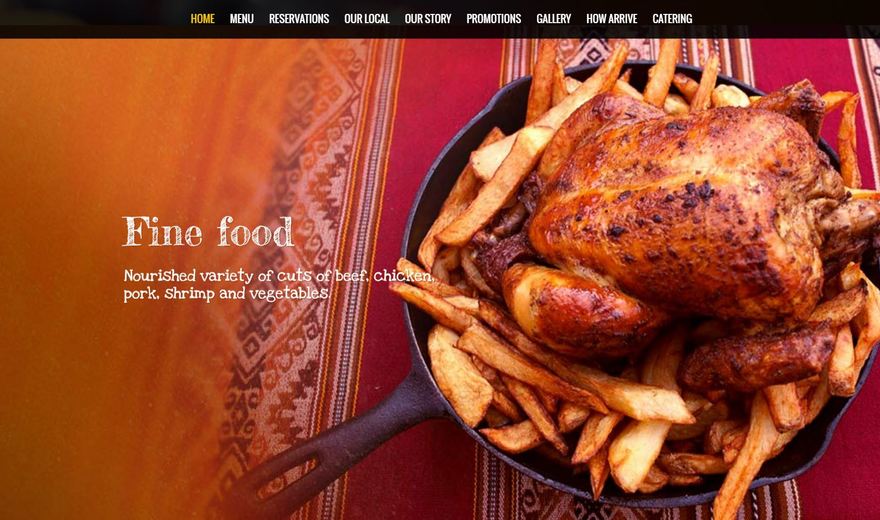 HOME MENU RESERVATIONS OUR LOCAL OUR STORY PROMOTIONS GALLERY HOW ARRIVE CATERING
Fine food
Nourished variety of cuts of beef, chicken,
pork, shrimp and vegetables